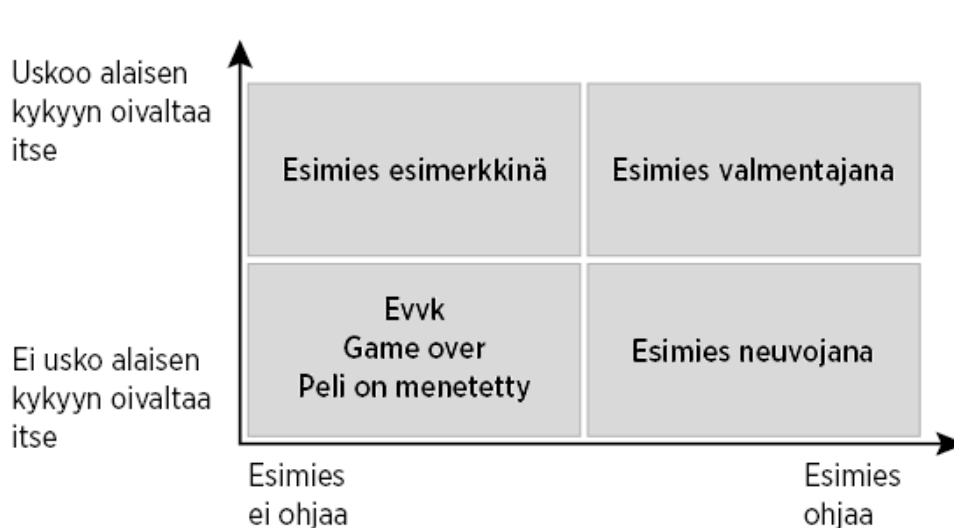 Uskoo alaisen
kykyyn oivaltaa
itse
Esimies esimerkkinä
Esimies valmentajana
Ei usko alaisen
kykyyn oivaltaa
itse
Evvk
Game over
Peli on menetetty
Esimies neuvojana
Esimies
ei ohjaa
Esimies
ohjaa